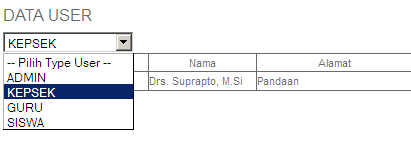 DATA USER
KEPSEK
Nama Alamat
-- Pilih Type User --
ADMIN
Drs. Suprapto, M.Si Pandaan
KEPSEK
GURU
SISWA